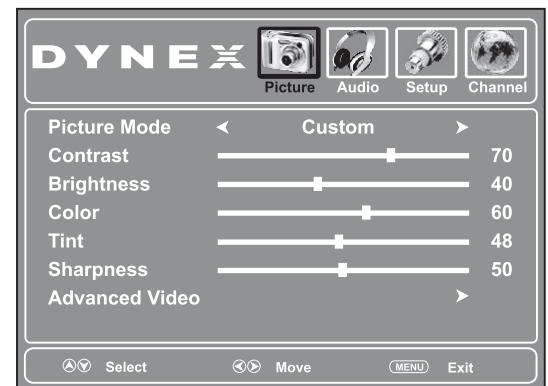 DYNEX
Picture Audio Setup Channel
Picture Mode Custom
Contrast 70
Brightness 40
Color 60
Tint 48
Sharpness 50
Advanced Video
Select Move MENU Exit